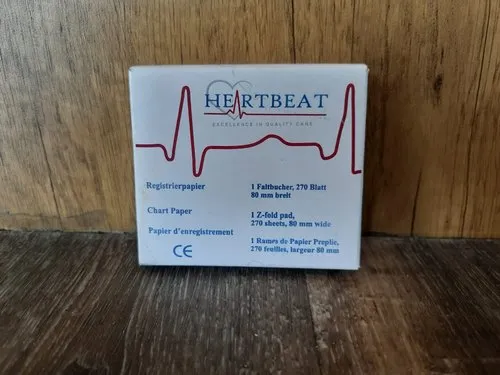 HEARTBEAT
EXCELLENCE IN QUALITY CARE
Registrierpapier
1 Faltbucher, 270 Blatt
80 mm breit
Chart Paper
1 Z-fold pad,
270 sheets, 80 mm wide
Papier d'enregistrement
1 Rames de Papier Preplie,
270 feuilles, largeur 80 mm
CE